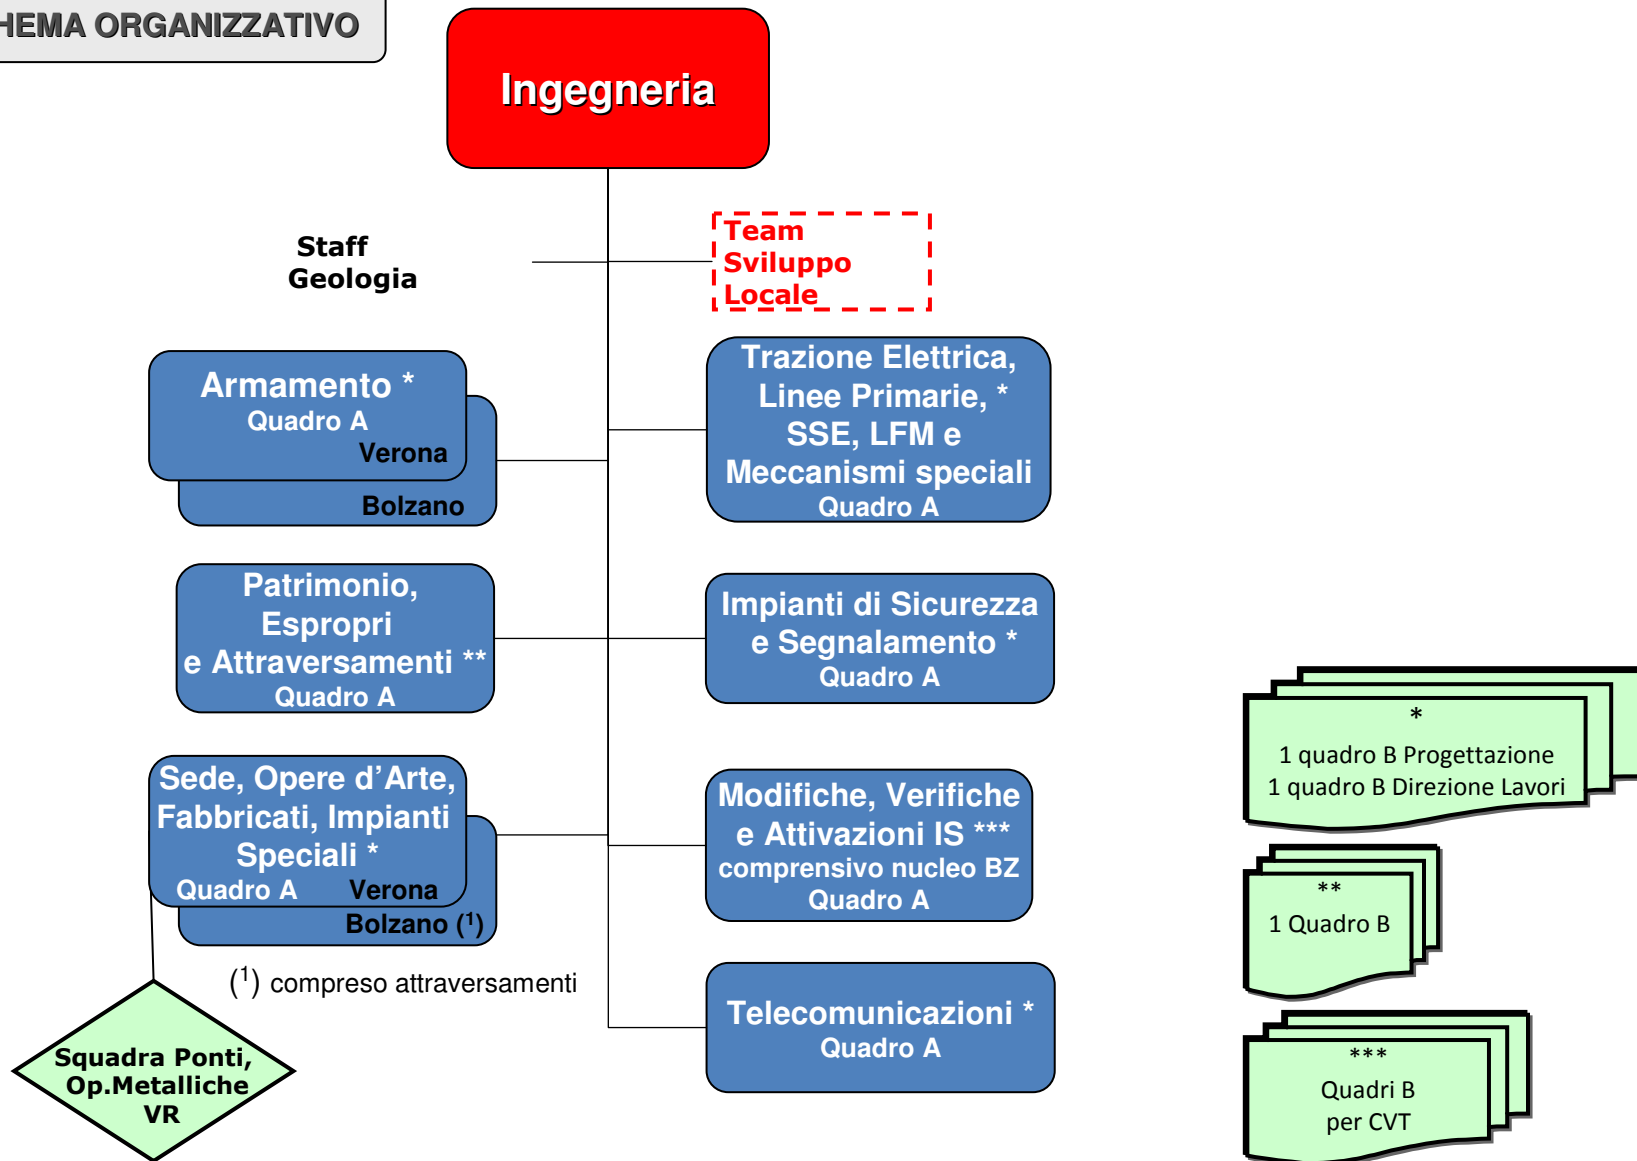 HEMA ORGANIZZATIVO
Ingegneria
Staff
Geologia
Team
Sviluppo
Locale
Armamento *
Quadro A
Verona
Bolzano
Trazione Elettrica,
Linee Primarie, *
SSE, LFM e
Meccanismi speciali
Quadro A
Patrimonio,
Espropri
e Attraversamenti **
Quadro A
Impianti di Sicurezza
e Segnalamento *
Quadro A
Sede, Opere d’Arte,
Fabbricati, Impianti
Speciali *
Quadro A Verona
Bolzano (¹)
(¹) compreso attraversamenti
Modifiche, Verifiche
e Attivazioni IS ***
comprensivo nucleo BZ
Quadro A
Telecomunicazioni *
Quadro A
Squadra Ponti,
Op.Metalliche
VR
*
1 quadro B Progettazione
1 quadro B Direzione Lavori
**
1 Quadro B
***
Quadri B
per CVT